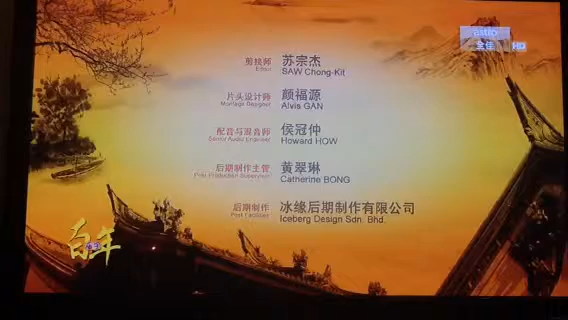 astro
全佳 HD
剪接师 苏宗杰
Editor SAW Chong-Kit
片头设计师 颜福源
Montage Designer Alvis GAN
配音与混音师 侯冠仲
Senior Audio Engineer Howard HOW
后期制作主管 黄翠琳
Post Production Supervisor Catherine BONG
后期制作 冰缘后期制作有限公司
Post Facilities Iceberg Design Sdn. Bhd.
百年